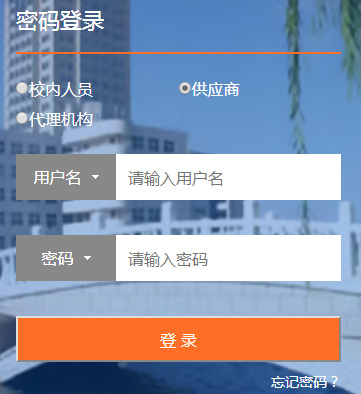 密码登录
校内人员 供应商
代理机构
用户名 请输入用户名
密码 请输入密码
登 录
忘记密码？